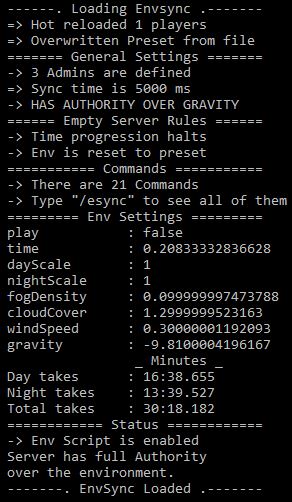 ------. Loading Envsync .-------
=> Hot reloaded 1 players
=> Overwritten Preset from file
======= General Settings =======
-> 3 Admins are defined
=> Sync time is 5000 ms
-> HAS AUTHORITY OVER GRAVITY
====== Empty Server Rules ======
-> Time progression halts
-> Env is reset to preset
=========== Commands ===========
-> There are 21 Commands
-> Type "/esync" to see all of them
========= Env Settings =========
play : false
time : 0.20833332836628
dayScale : 1
nightScale : 1
fogDensity : 0.099999997473788
cloudCover : 1.2999999523163
windSpeed : 0.30000001192093
gravity : -9.8100004196167
_ Minutes _
Day takes : 16:38.655
Night takes : 13:39.527
Total takes : 30:18.182
============ Status ============
-> Env Script is enabled
Server has full Authority
over the environment.
-------. EnvSync Loaded .-------